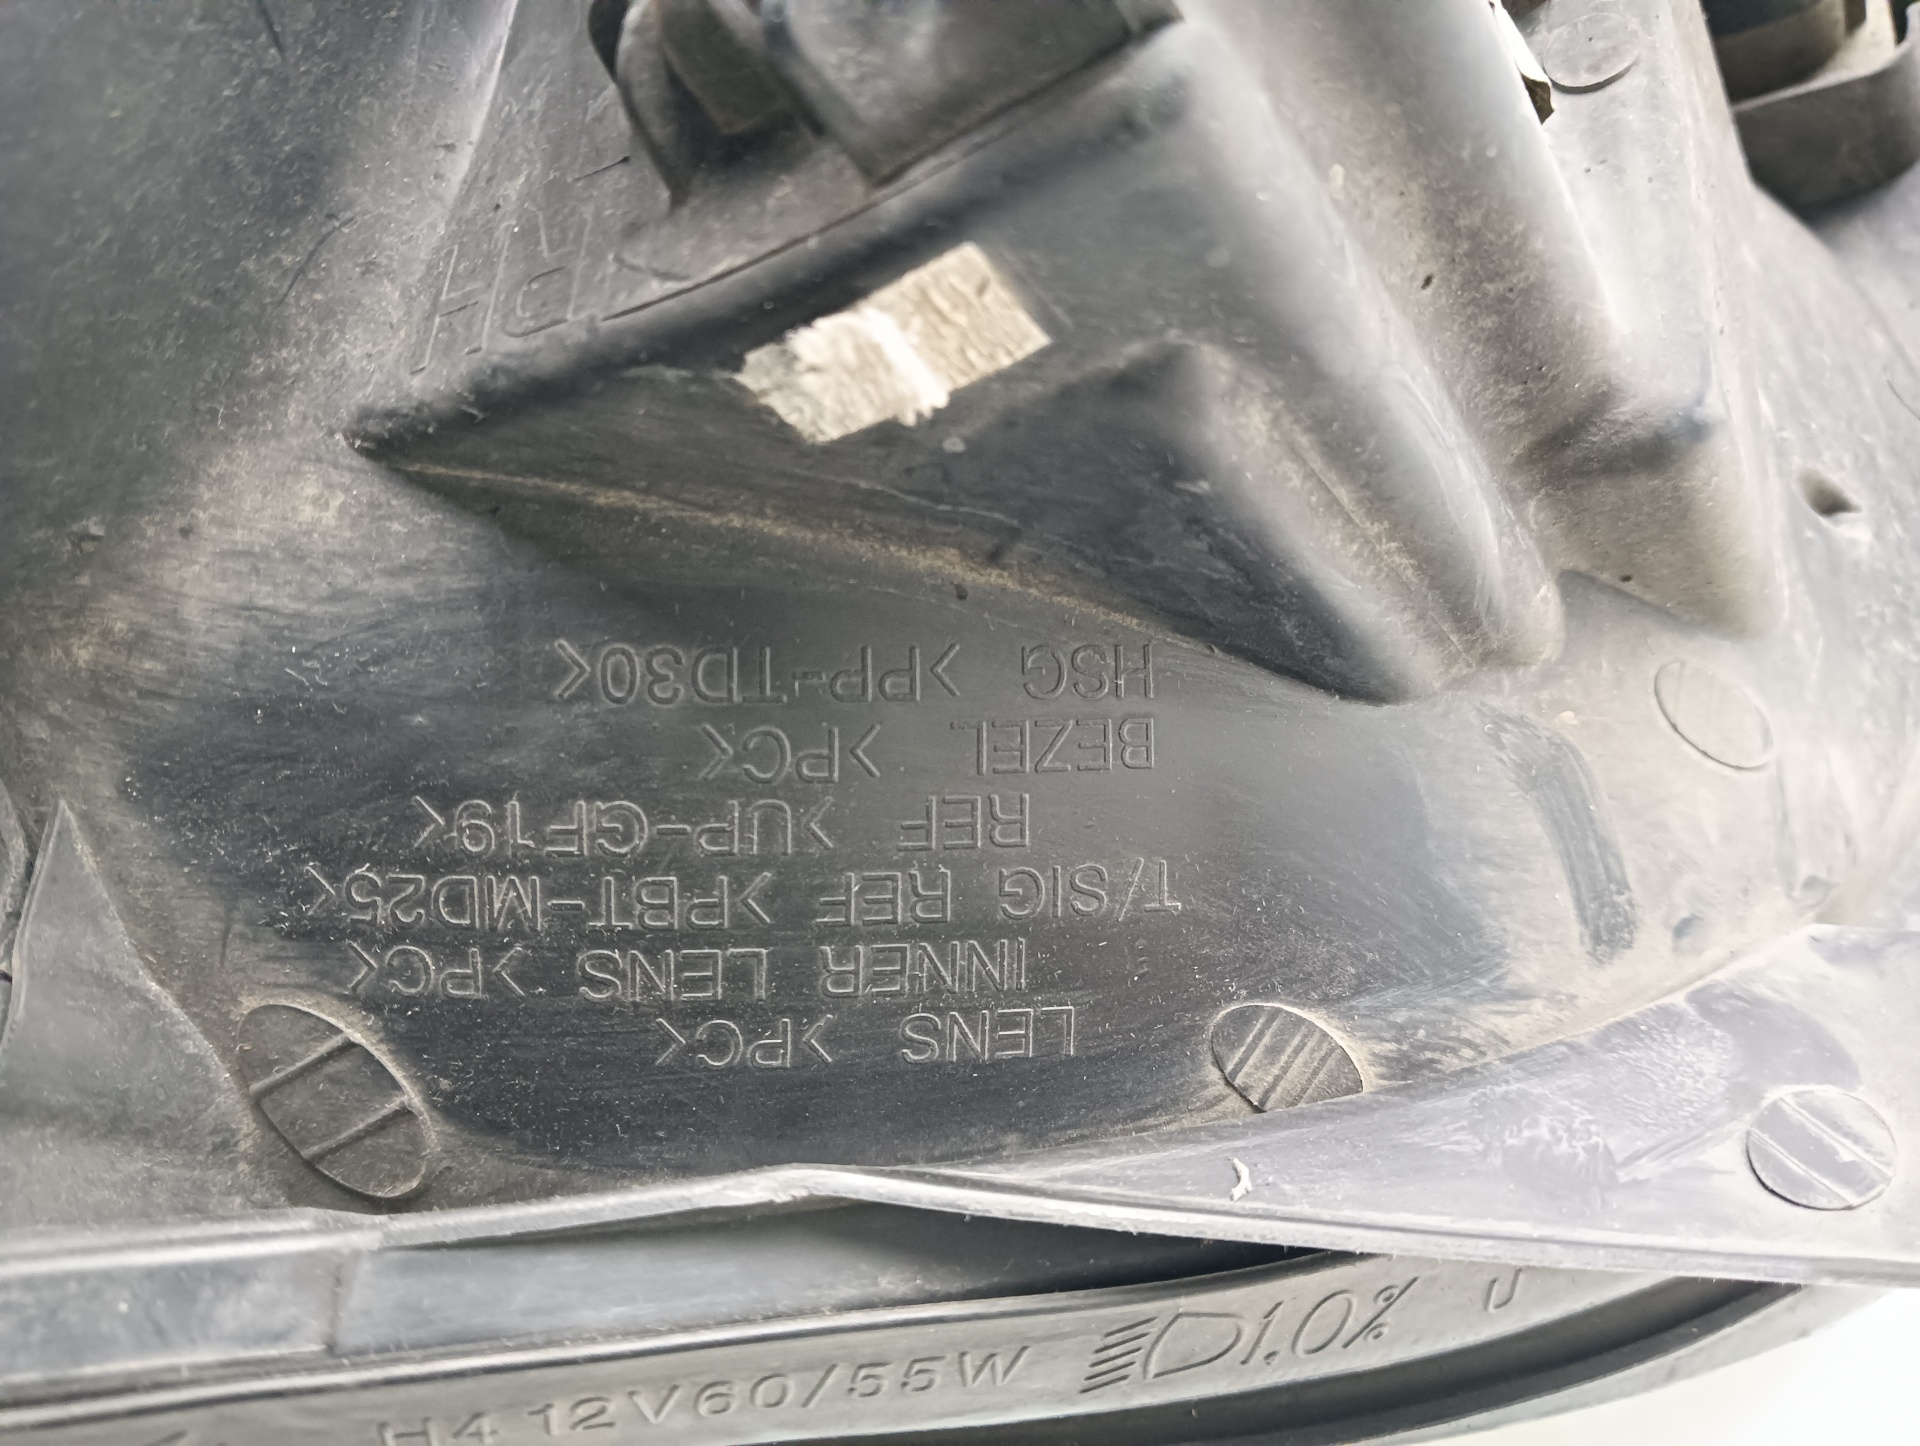 LENS >PC<
INNER LENS >PC<
T/SIG REF >PBT-MD25<
REF >UP-GF19<
BEZEL >PC<
HSG >PP-TD30<
H4 12V60/55W 1.0%